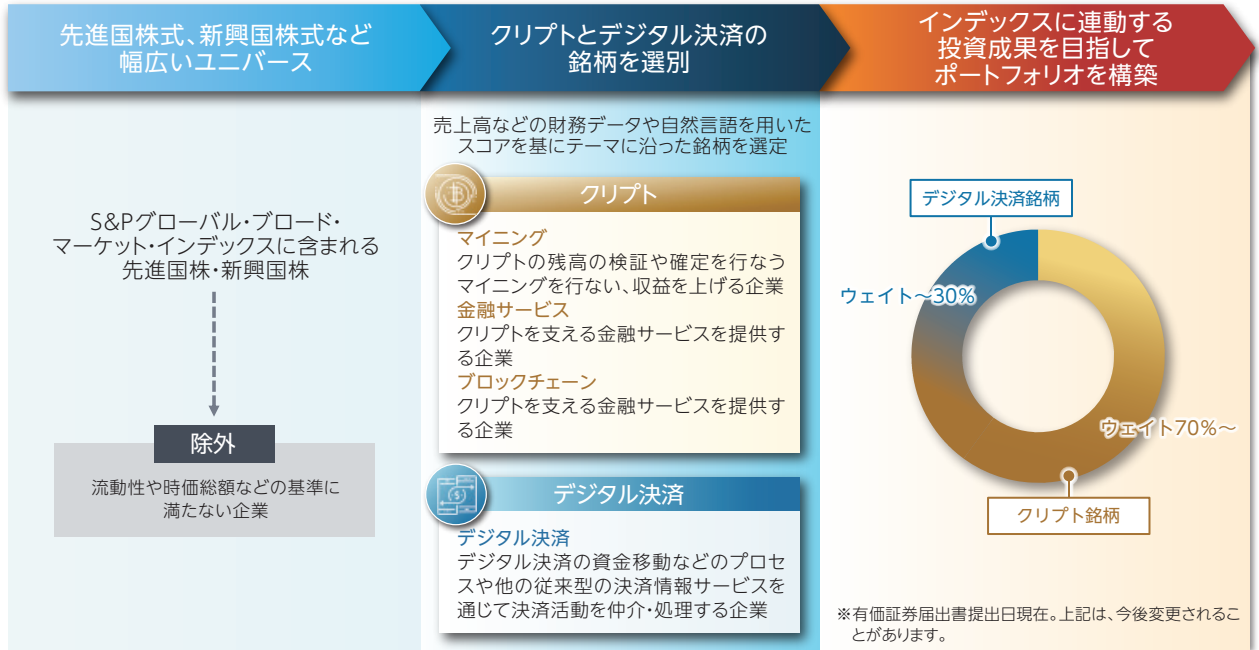 先進国株式、新興国株式など
幅広いユニバース
S&Pグローバル・ブロード・
マーケット・インデックスに含まれる
先進国株・新興国株
除外
流動性や時価総額などの基準に
満たない企業
クリプトとデジタル決済の
銘柄を選別
売上高などの財務データや自然言語を用いた
スコアを基にテーマに沿った銘柄を選定
クリプト
マイニング
クリプトの残高の検証や確定を行なう
マイニングを行ない、収益を上げる企業
金融サービス
クリプトを支える金融サービスを提供す
る企業
ブロックチェーン
クリプトを支える金融サービスを提供す
る企業
デジタル決済
デジタル決済
デジタル決済の資金移動などのプロセ
スや他の従来型の決済情報サービスを
通じて決済活動を仲介・処理する企業
インデックスに連動する
投資成果を目指して
ポートフォリオを構築
デジタル決済銘柄
ウェイト～30%
ウェイト70%～
クリプト銘柄
※有価証券届出書提出日現在。上記は、今後変更されるこ
とがあります。